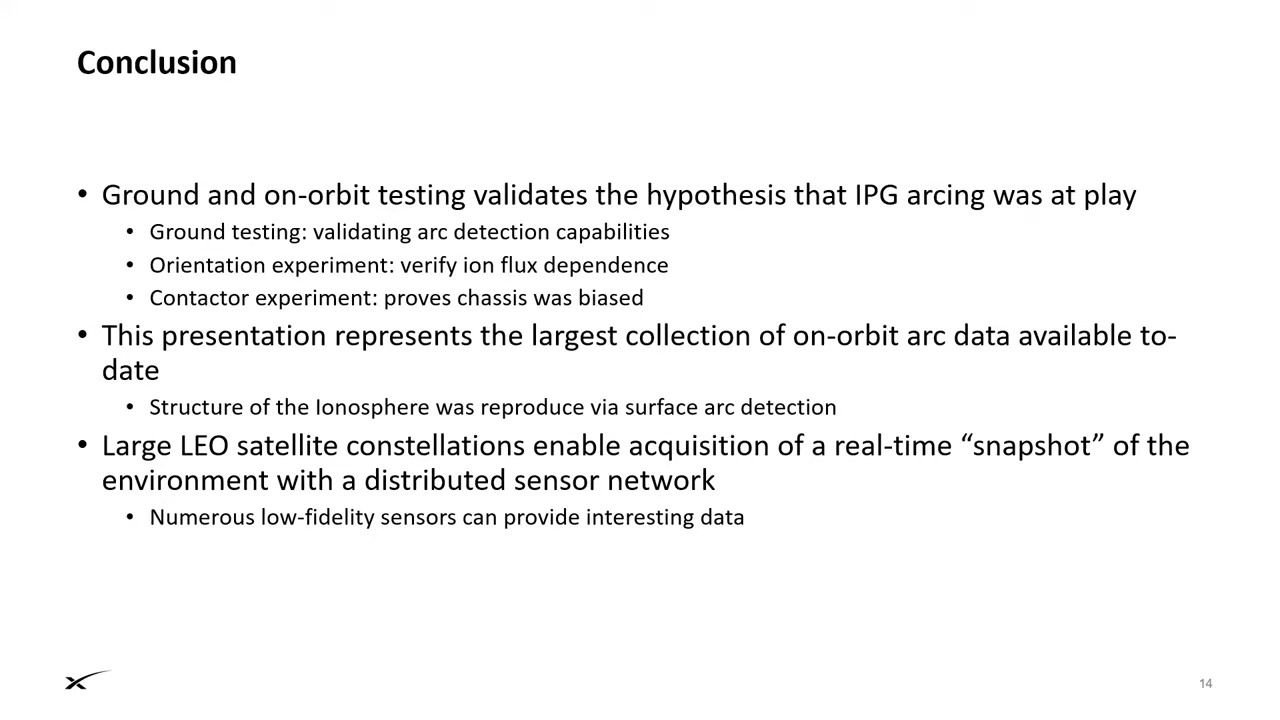 Conclusion
• Ground and on-orbit testing validates the hypothesis that IPG arcing was at play
• Ground testing: validating arc detection capabilities
• Orientation experiment: verify ion flux dependence
• Contactor experiment: proves chassis was biased
• This presentation represents the largest collection of on-orbit arc data available to-
date
• Structure of the Ionosphere was reproduce via surface arc detection
• Large LEO satellite constellations enable acquisition of a real-time “snapshot” of the
environment with a distributed sensor network
• Numerous low-fidelity sensors can provide interesting data
14